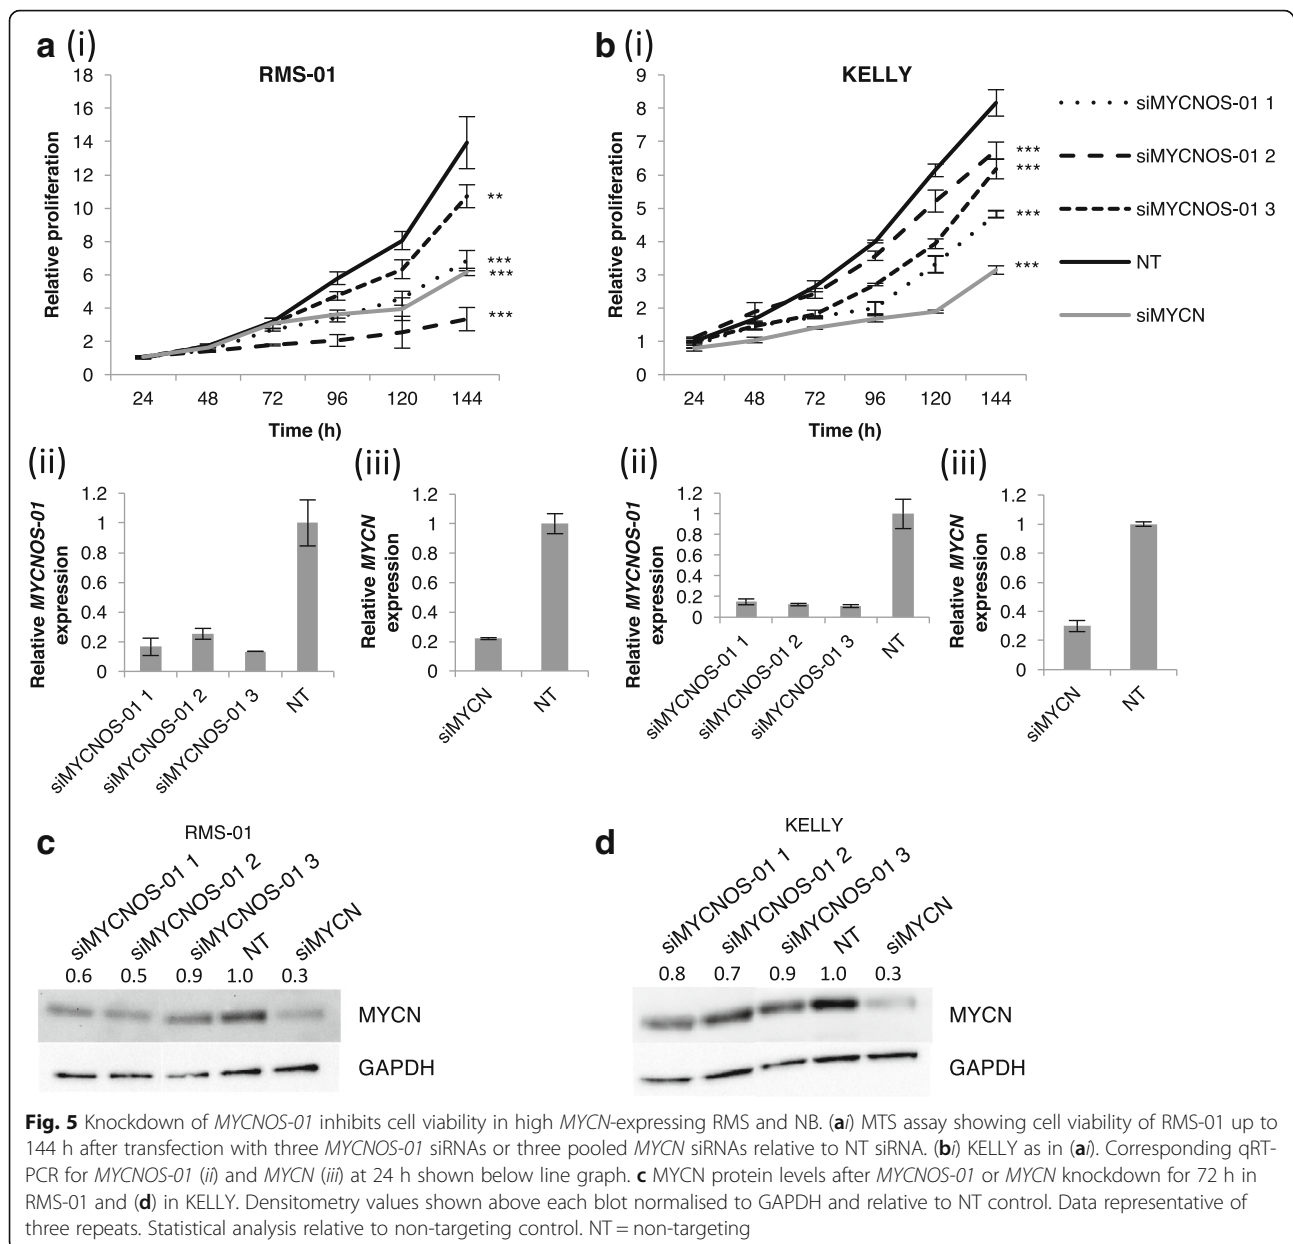 a (i)
RMS-01
Relative proliferation
18
16
14
12
10
8
6
4
2
0
**
***
***
***
24 48 72 96 120 144
Time (h)
b (i)
KELLY
Relative proliferation
9
8
7
6
5
4
3
2
1
0
***
***
***
***
24 48 72 96 120 144
Time (h)
siMYCNOS-01 1
siMYCNOS-01 2
siMYCNOS-01 3
NT
siMYCN
(ii)
Relative MYCNOS-01
expression
1.2
1
0.8
0.6
0.4
0.2
0
siMYCNOS-01 1
siMYCNOS-01 2
siMYCNOS-01 3
NT
(iii)
Relative MYCN
expression
1.2
1
0.8
0.6
0.4
0.2
0
siMYCN
NT
(ii)
Relative MYCNOS-01
expression
1.2
1
0.8
0.6
0.4
0.2
0
siMYCNOS-01 1
siMYCNOS-01 2
siMYCNOS-01 3
NT
(iii)
Relative MYCN
expression
1.2
1
0.8
0.6
0.4
0.2
0
siMYCN
NT
c
RMS-01
siMYCNOS-01 1
siMYCNOS-01 2
siMYCNOS-01 3
NT
siMYCN
0.6 0.5 0.9 1.0 0.3
MYCN
GAPDH
d
KELLY
siMYCNOS-01 1
siMYCNOS-01 2
siMYCNOS-01 3
NT
siMYCN
0.8 0.7 0.9 1.0 0.3
MYCN
GAPDH
Fig. 5 Knockdown of MYCNOS-01 inhibits cell viability in high MYCN-expressing RMS and NB. (ai) MTS assay showing cell viability of RMS-01 up to
144 h after transfection with three MYCNOS-01 siRNAs or three pooled MYCN siRNAs relative to NT siRNA. (bi) KELLY as in (ai). Corresponding qRT-
PCR for MYCNOS-01 (ii) and MYCN (iii) at 24 h shown below line graph. c MYCN protein levels after MYCNOS-01 or MYCN knockdown for 72 h in
RMS-01 and (d) in KELLY. Densitometry values shown above each blot normalised to GAPDH and relative to NT control. Data representative of
three repeats. Statistical analysis relative to non-targeting control. NT = non-targeting